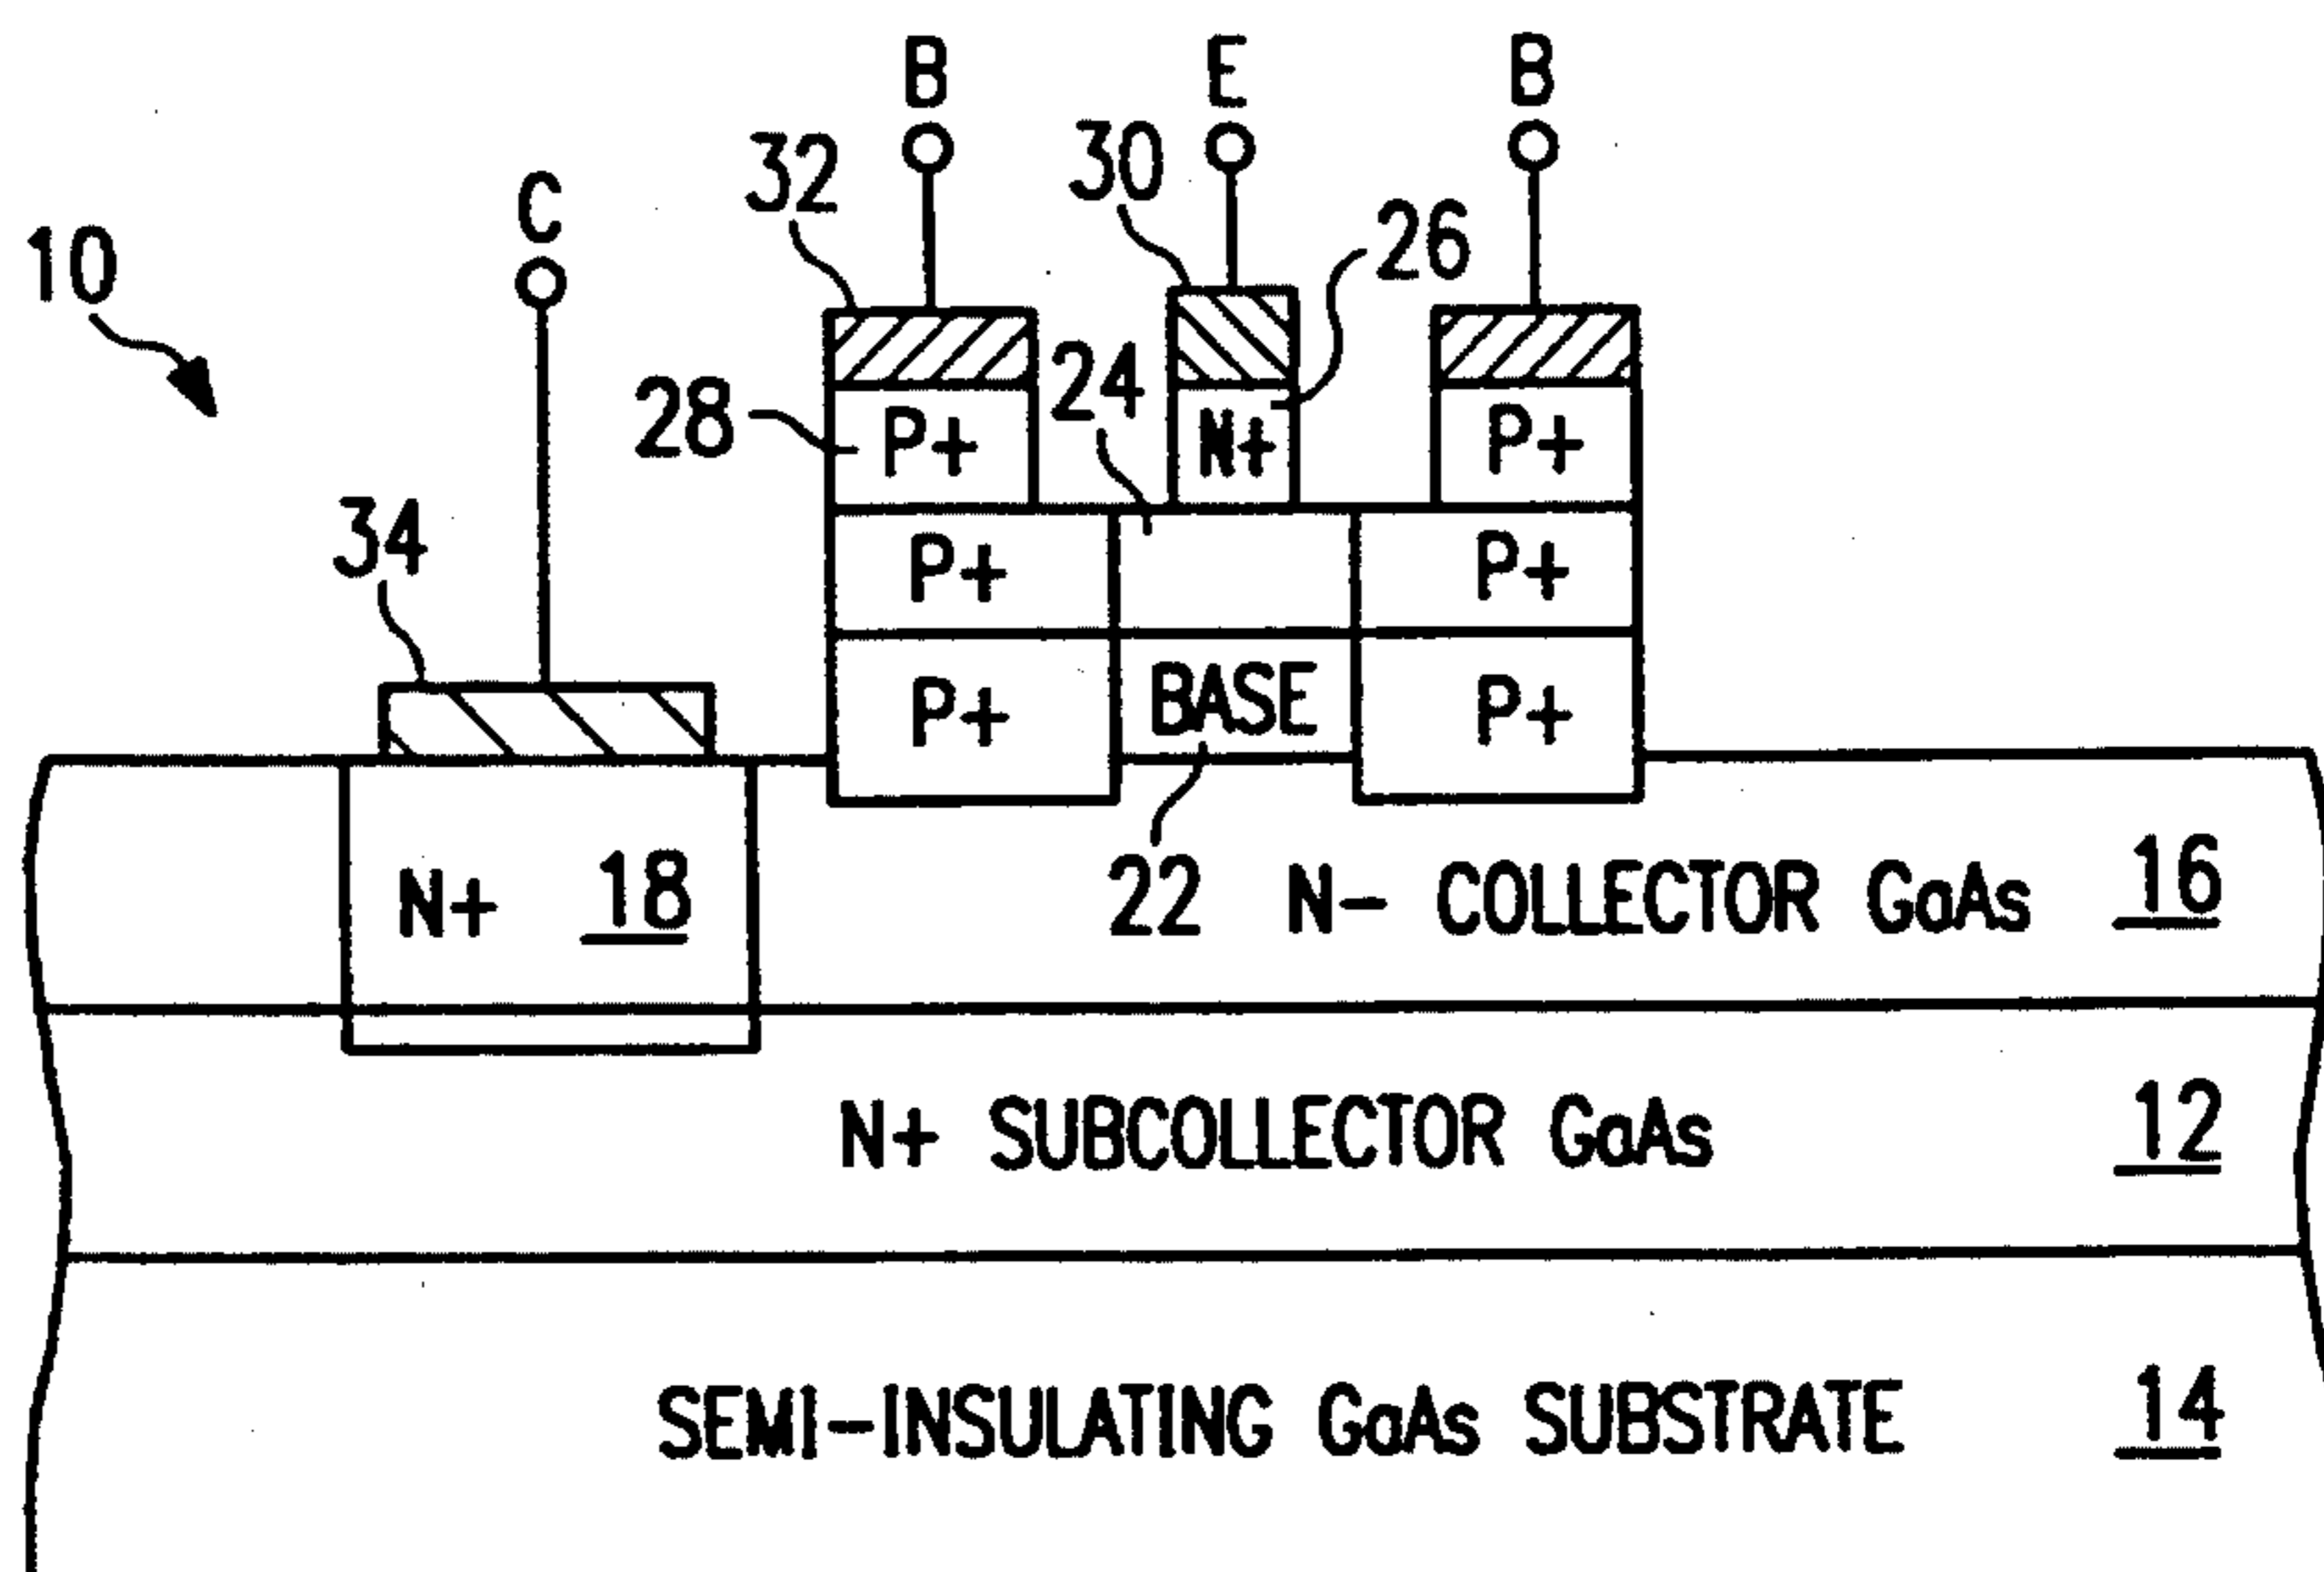 B E B
32 30
C 26
10
24
28 P+ N+ P+
34 P+ P+
P+ BASE P+
N+ 18 22 N- COLLECTOR GaAs 16
N+ SUBCOLLECTOR GaAs 12
SEMI-INSULATING GaAs SUBSTRATE 14